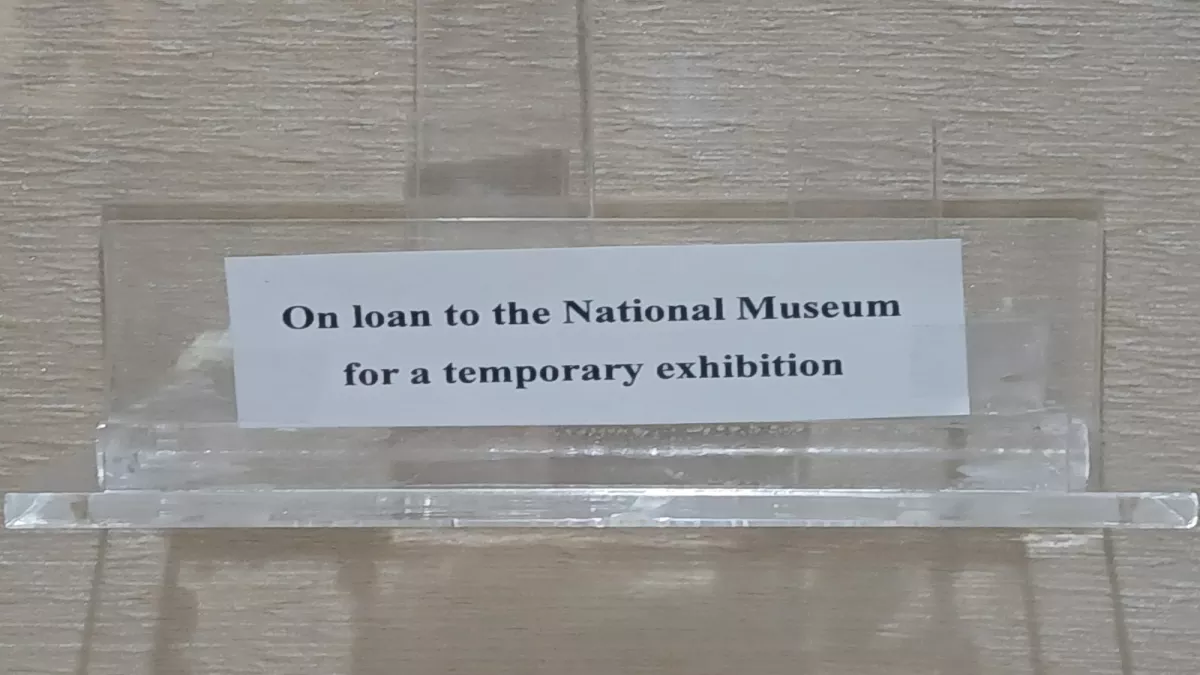 On loan to the National Museum
for a temporary exhibition